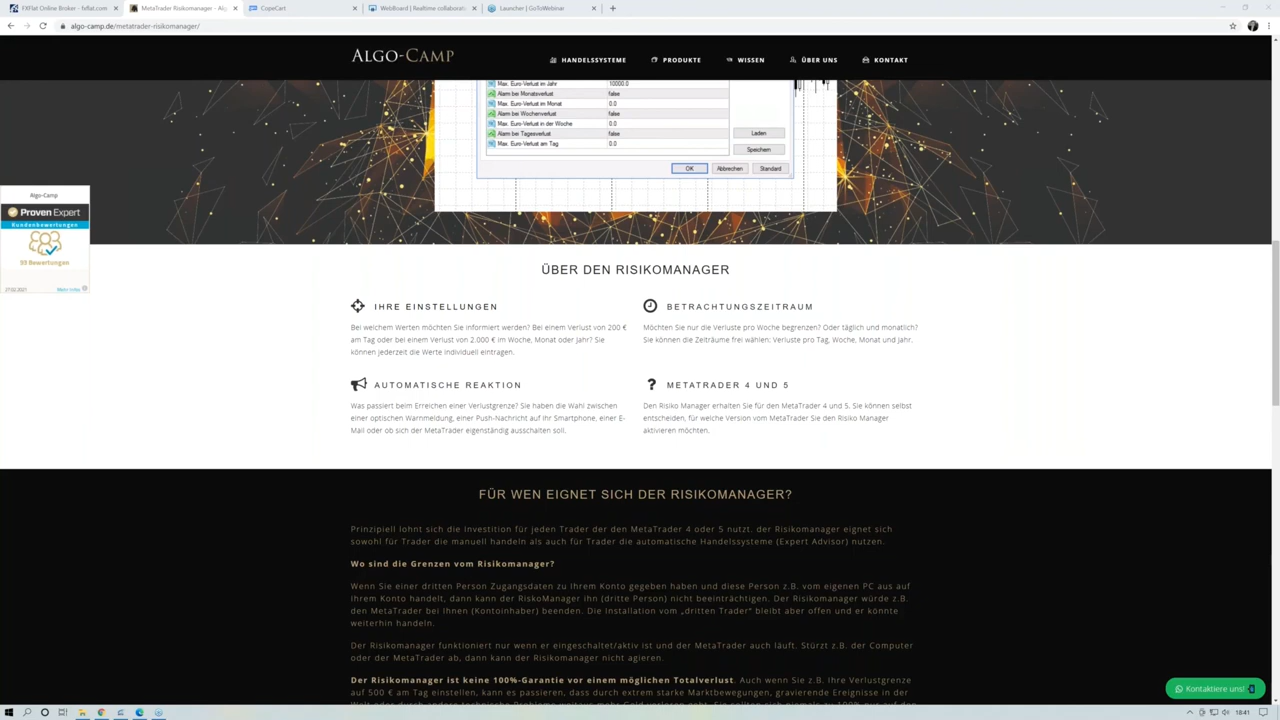 FXFlat Online Broker - fxflat.com
MetaTrader Risikomanager - Alg
CopeCart
WebBoard | Realtime collaborati
Launcher | GoToWebinar
algo-camp.de/metatrader-risikomanager/
ALGO-CAMP
HANDELSSYSTEME
PRODUKTE
WISSEN
ÜBER UNS
KONTAKT
Max. Euro-Verlust im Jahr 10000.0
Alarm bei Monatsverlust false
Max. Euro-Verlust im Monat 0.0
Alarm bei Wochenverlust false
Max. Euro-Verlust in der Woche 0.0
Alarm bei Tagesverlust false
Max. Euro-Verlust am Tag 0.0
Laden
Speichern
OK
Abbrechen
Standard
Algo-Camp
Proven Expert
Kundenbewertungen
93 Bewertungen
27.02.2021
Mehr Infos
ÜBER DEN RISIKOMANAGER
IHRE EINSTELLUNGEN
Bei welchem Werten möchten Sie informiert werden? Bei einem Verlust von 200 €
am Tag oder bei einem Verlust von 2.000 € im Woche, Monat oder Jahr? Sie
können jederzeit die Werte individuell eintragen.
BETRACHTUNGSZEITRAUM
Möchten Sie nur die Verluste pro Woche begrenzen? Oder täglich und monatlich?
Sie können die Zeiträume frei wählen: Verluste pro Tag, Woche, Monat und Jahr.
AUTOMATISCHE REAKTION
Was passiert beim Erreichen einer Verlustgrenze? Sie haben die Wahl zwischen
einer optischen Warnmeldung, einer Push-Nachricht auf Ihr Smartphone, einer E-
Mail oder ob sich der MetaTrader eigenständig ausschalten soll.
METATRADER 4 UND 5
Den Risiko Manager erhalten Sie für den MetaTrader 4 und 5. Sie können selbst
entscheiden, für welche Version vom MetaTrader Sie den Risiko Manager
aktivieren möchten.
FÜR WEN EIGNET SICH DER RISIKOMANAGER?
Prinzipiell lohnt sich die Investition für jeden Trader der den MetaTrader 4 oder 5 nutzt. der Risikomanager eignet sich
sowohl für Trader die manuell handeln als auch für Trader die automatische Handelssysteme (Expert Advisor) nutzen.
Wo sind die Grenzen vom Risikomanager?
Wenn Sie einer dritten Person Zugangsdaten zu Ihrem Konto gegeben haben und diese Person z.B. vom eigenen PC aus auf
Ihrem Konto handelt, dann kann der RiskoManager ihn (dritte Person) nicht beeinträchtigen. Der Risikomanager würde z.B.
den MetaTrader bei Ihnen (Kontoinhaber) beenden. Die Installation vom „dritten Trader“ bleibt aber offen und er könnte
weiterhin handeln.
Der Risikomanager funktioniert nur wenn er eingeschaltet/aktiv ist und der MetaTrader auch läuft. Stürzt z.B. der Computer
oder der MetaTrader ab, dann kann der Risikomanager nicht agieren.
Der Risikomanager ist keine 100%-Garantie vor einem möglichen Totalverlust. Auch wenn Sie z.B. Ihre Verlustgrenze
auf 500 € am Tag einstellen, kann es passieren, dass durch extrem starke Marktbewegungen, gravierende Ereignisse in der
Kontaktiere uns!
18:41